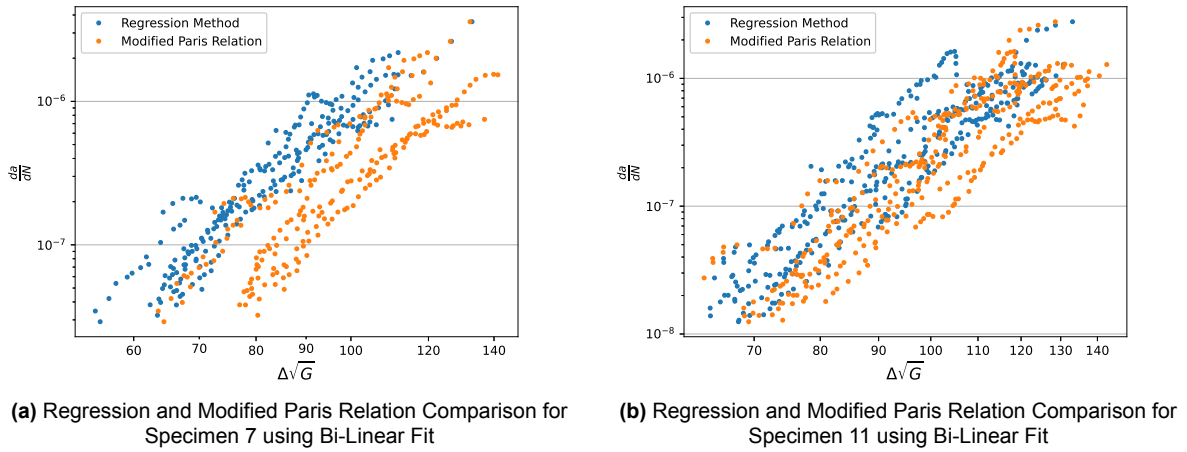 Regression Method
Modified Paris Relation
10⁻⁶
10⁻⁷
da/dN
60 70 80 90 100 120 140
Δ√G
(a) Regression and Modified Paris Relation Comparison for
Specimen 7 using Bi-Linear Fit
Regression Method
Modified Paris Relation
10⁻⁶
10⁻⁷
10⁻⁸
da/dN
70 80 90 100 110 120 130 140
Δ√G
(b) Regression and Modified Paris Relation Comparison for
Specimen 11 using Bi-Linear Fit